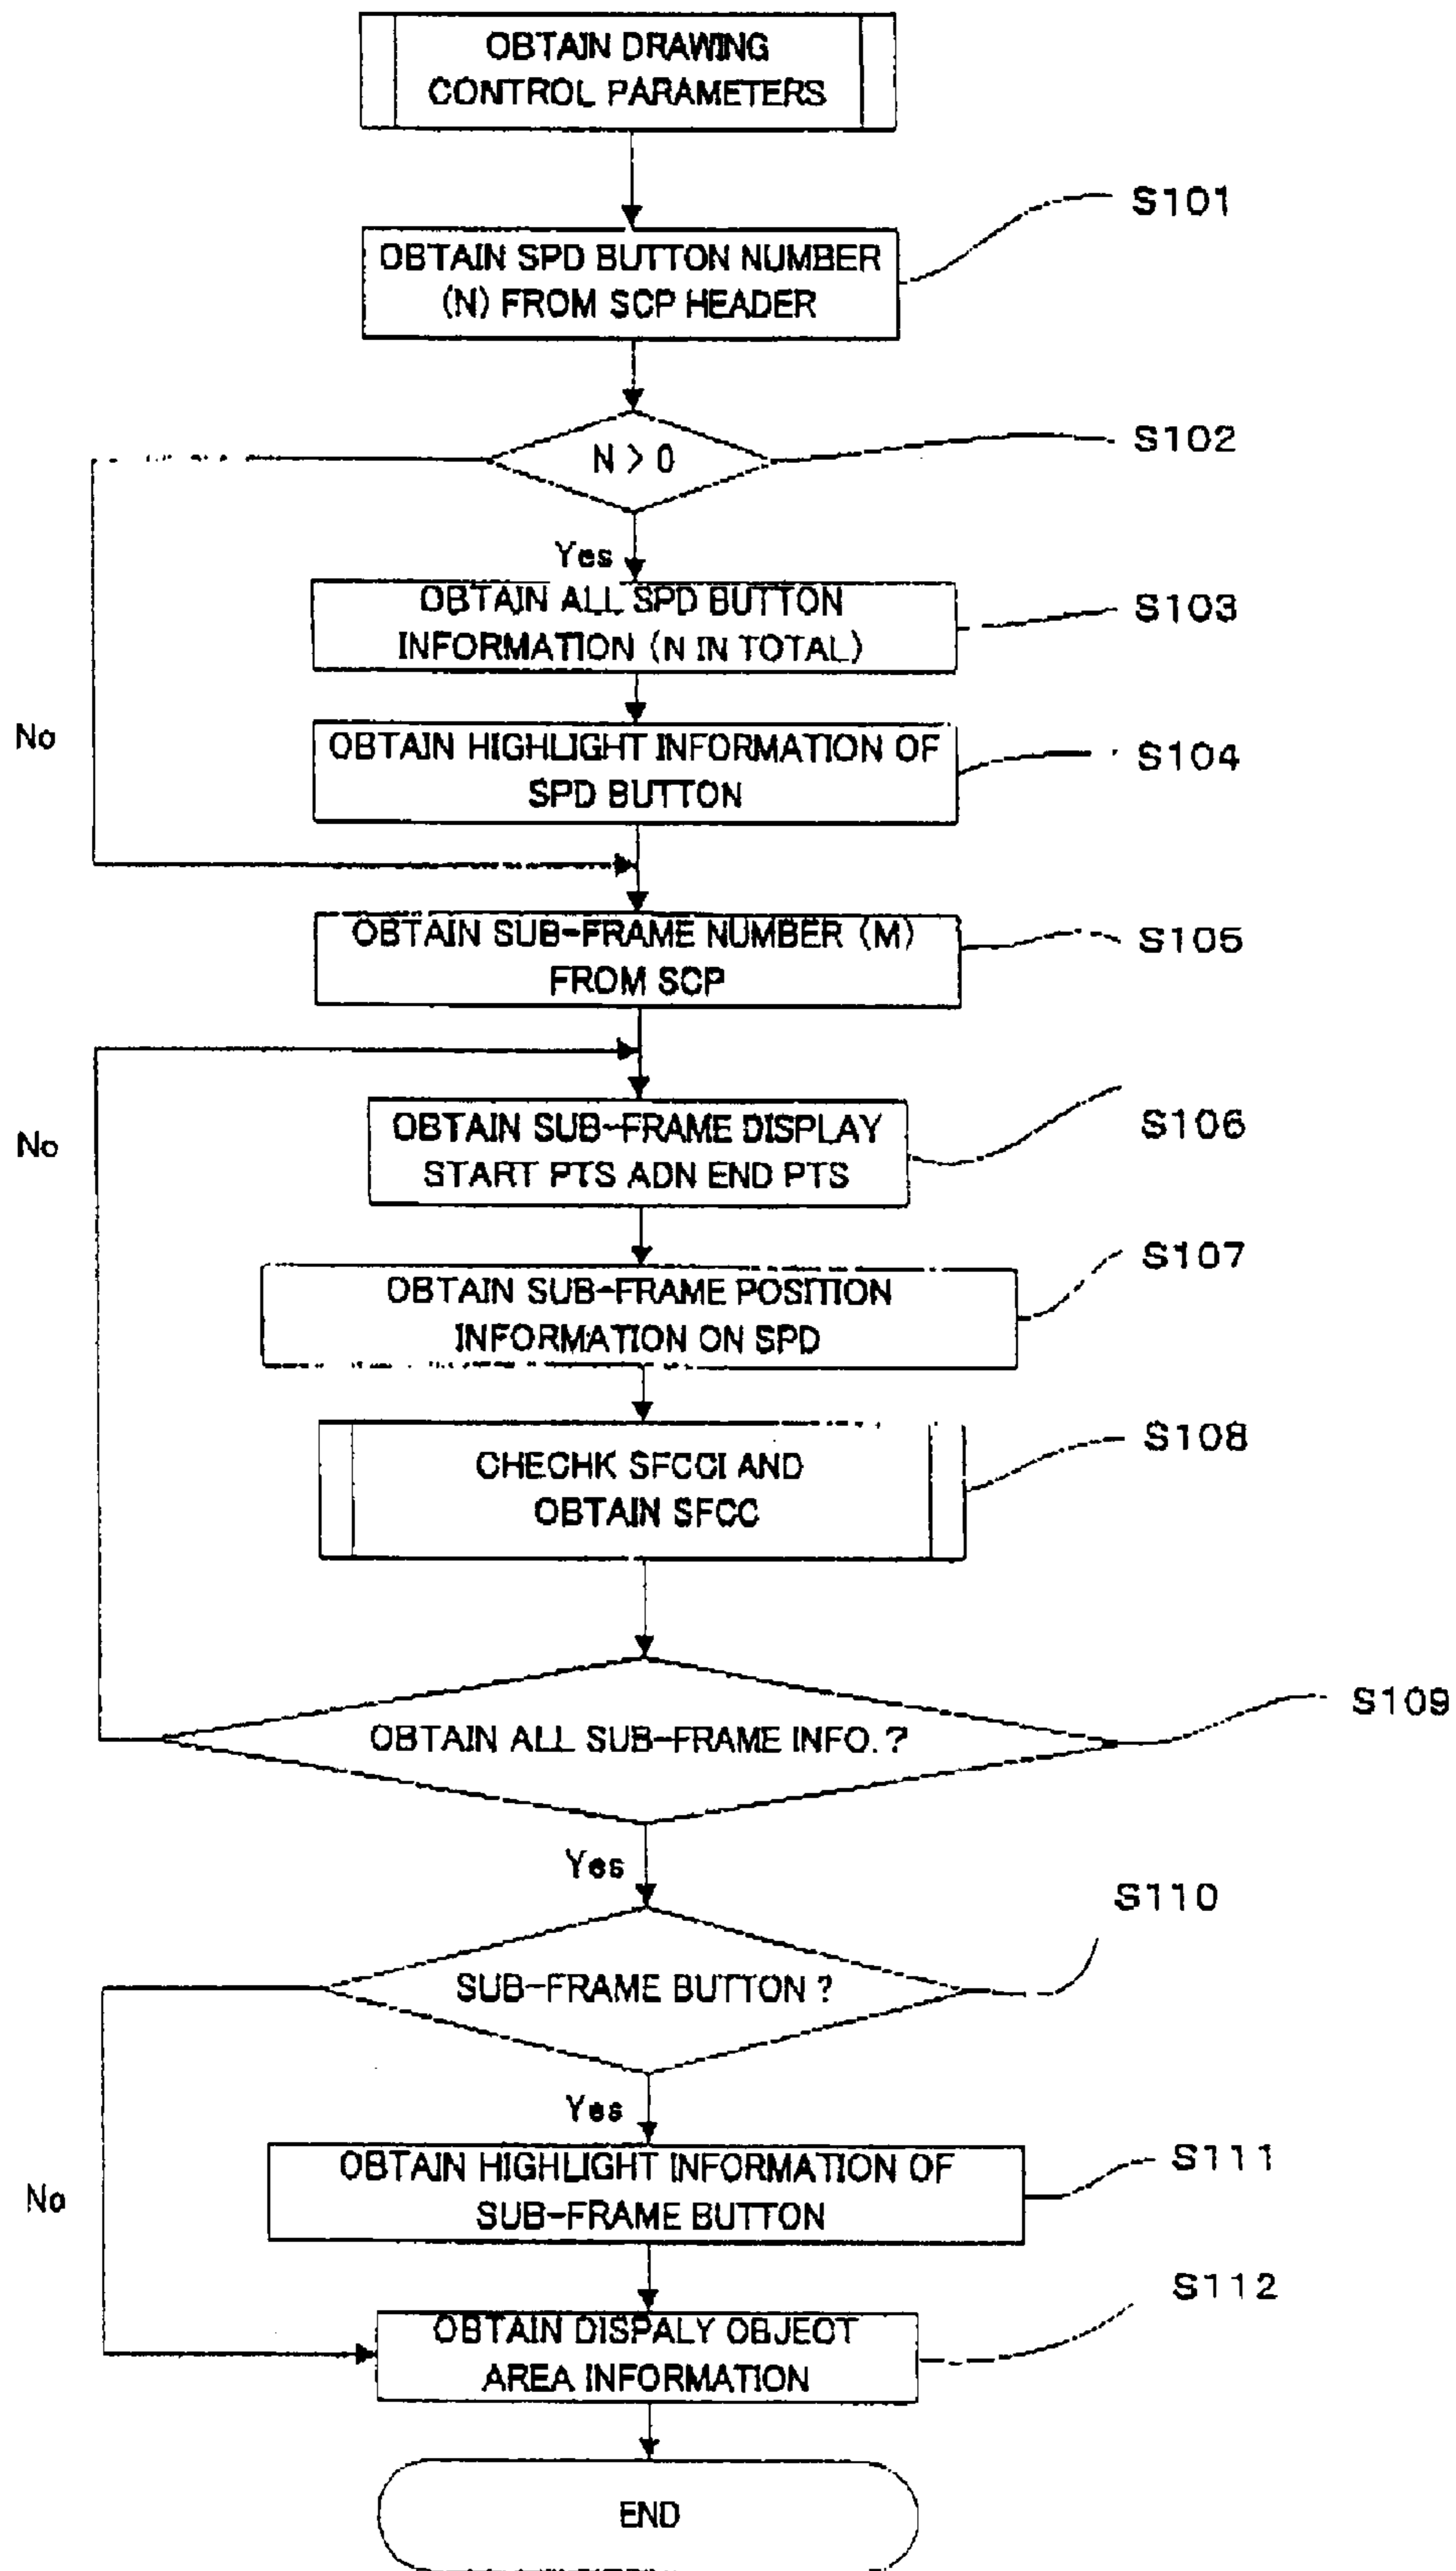 OBTAIN DRAWING
CONTROL PARAMETERS
S101
OBTAIN SPD BUTTON NUMBER
(N) FROM SCP HEADER
S102
N > 0
Yes
S103
OBTAIN ALL SPD BUTTON
INFORMATION (N IN TOTAL)
No
S104
OBTAIN HIGHLIGHT INFORMATION OF
SPD BUTTON
S105
OBTAIN SUB-FRAME NUMBER (M)
FROM SCP
No
S106
OBTAIN SUB-FRAME DISPLAY
START PTS ADN END PTS
S107
OBTAIN SUB-FRAME POSITION
INFORMATION ON SPD
S108
CHECHK SFCCI AND
OBTAIN SFCC
S109
OBTAIN ALL SUB-FRAME INFO.?
Yes
S110
SUB-FRAME BUTTON ?
Yes
S111
OBTAIN HIGHLIGHT INFORMATION OF
SUB-FRAME BUTTON
No
S112
OBTAIN DISPALY OBJECT
AREA INFORMATION
END